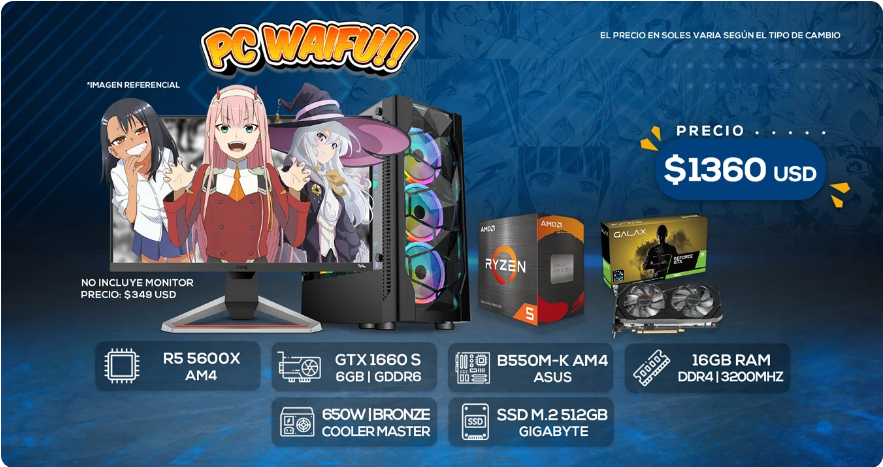 PC WAIFU!!
EL PRECIO EN SOLES VARIA SEGÚN EL TIPO DE CAMBIO
*IMAGEN REFERENCIAL
PRECIO . . . . .
$1360 USD
NO INCLUYE MONITOR
PRECIO: $349 USD
AMD
AMD
RYZEN
5
GALAX
GEFORCE
GTX
R5 5600X
AM4
GTX 1660 S
6GB | GDDR6
B550M-K AM4
ASUS
16GB RAM
DDR4 | 3200MHZ
650W | BRONZE
COOLER MASTER
SSD
SSD M.2 512GB
GIGABYTE